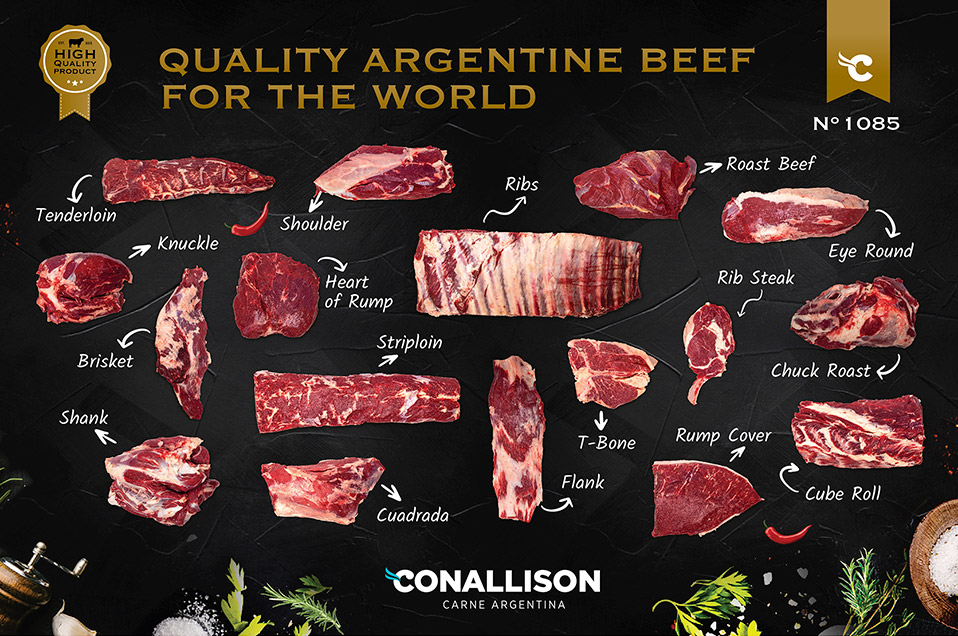 HIGH
QUALITY
PRODUCT
QUALITY ARGENTINE BEEF
FOR THE WORLD
C
N° 1085
Tenderloin
Shoulder
Ribs
Roast Beef
Eye Round
Knuckle
Heart
of Rump
Rib Steak
Brisket
Striploin
Chuck Roast
Shank
T-Bone
Rump Cover
Cuadrada
Flank
Cube Roll
CONALLISON
CARNE ARGENTINA